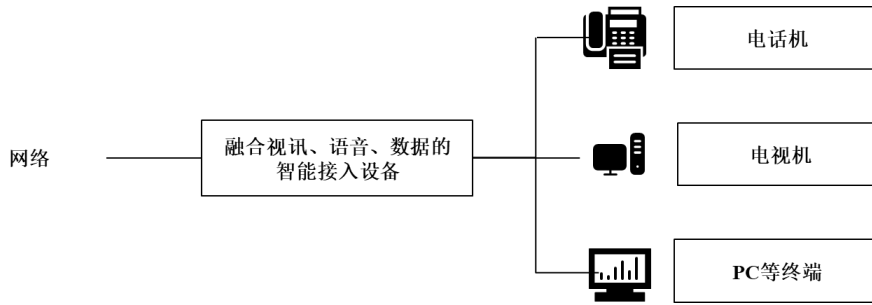 电话机
网络
融合视讯、语音、数据的
智能接入设备
电视机
PC等终端